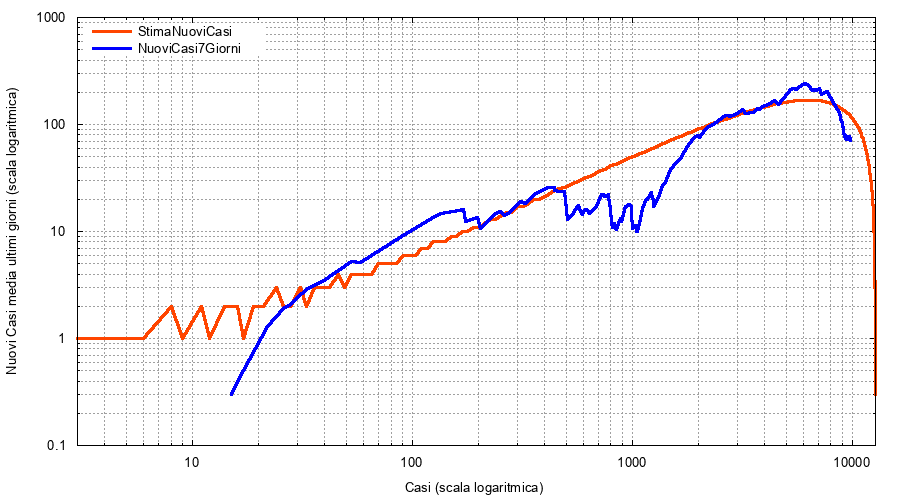 1000
StimaNuoviCasi
NuoviCasi7Giorni
100
10
1
0.1
Nuovi Casi media ultimi giorni (scala logaritmica)
10
100
1000
10000
Casi (scala logaritmica)